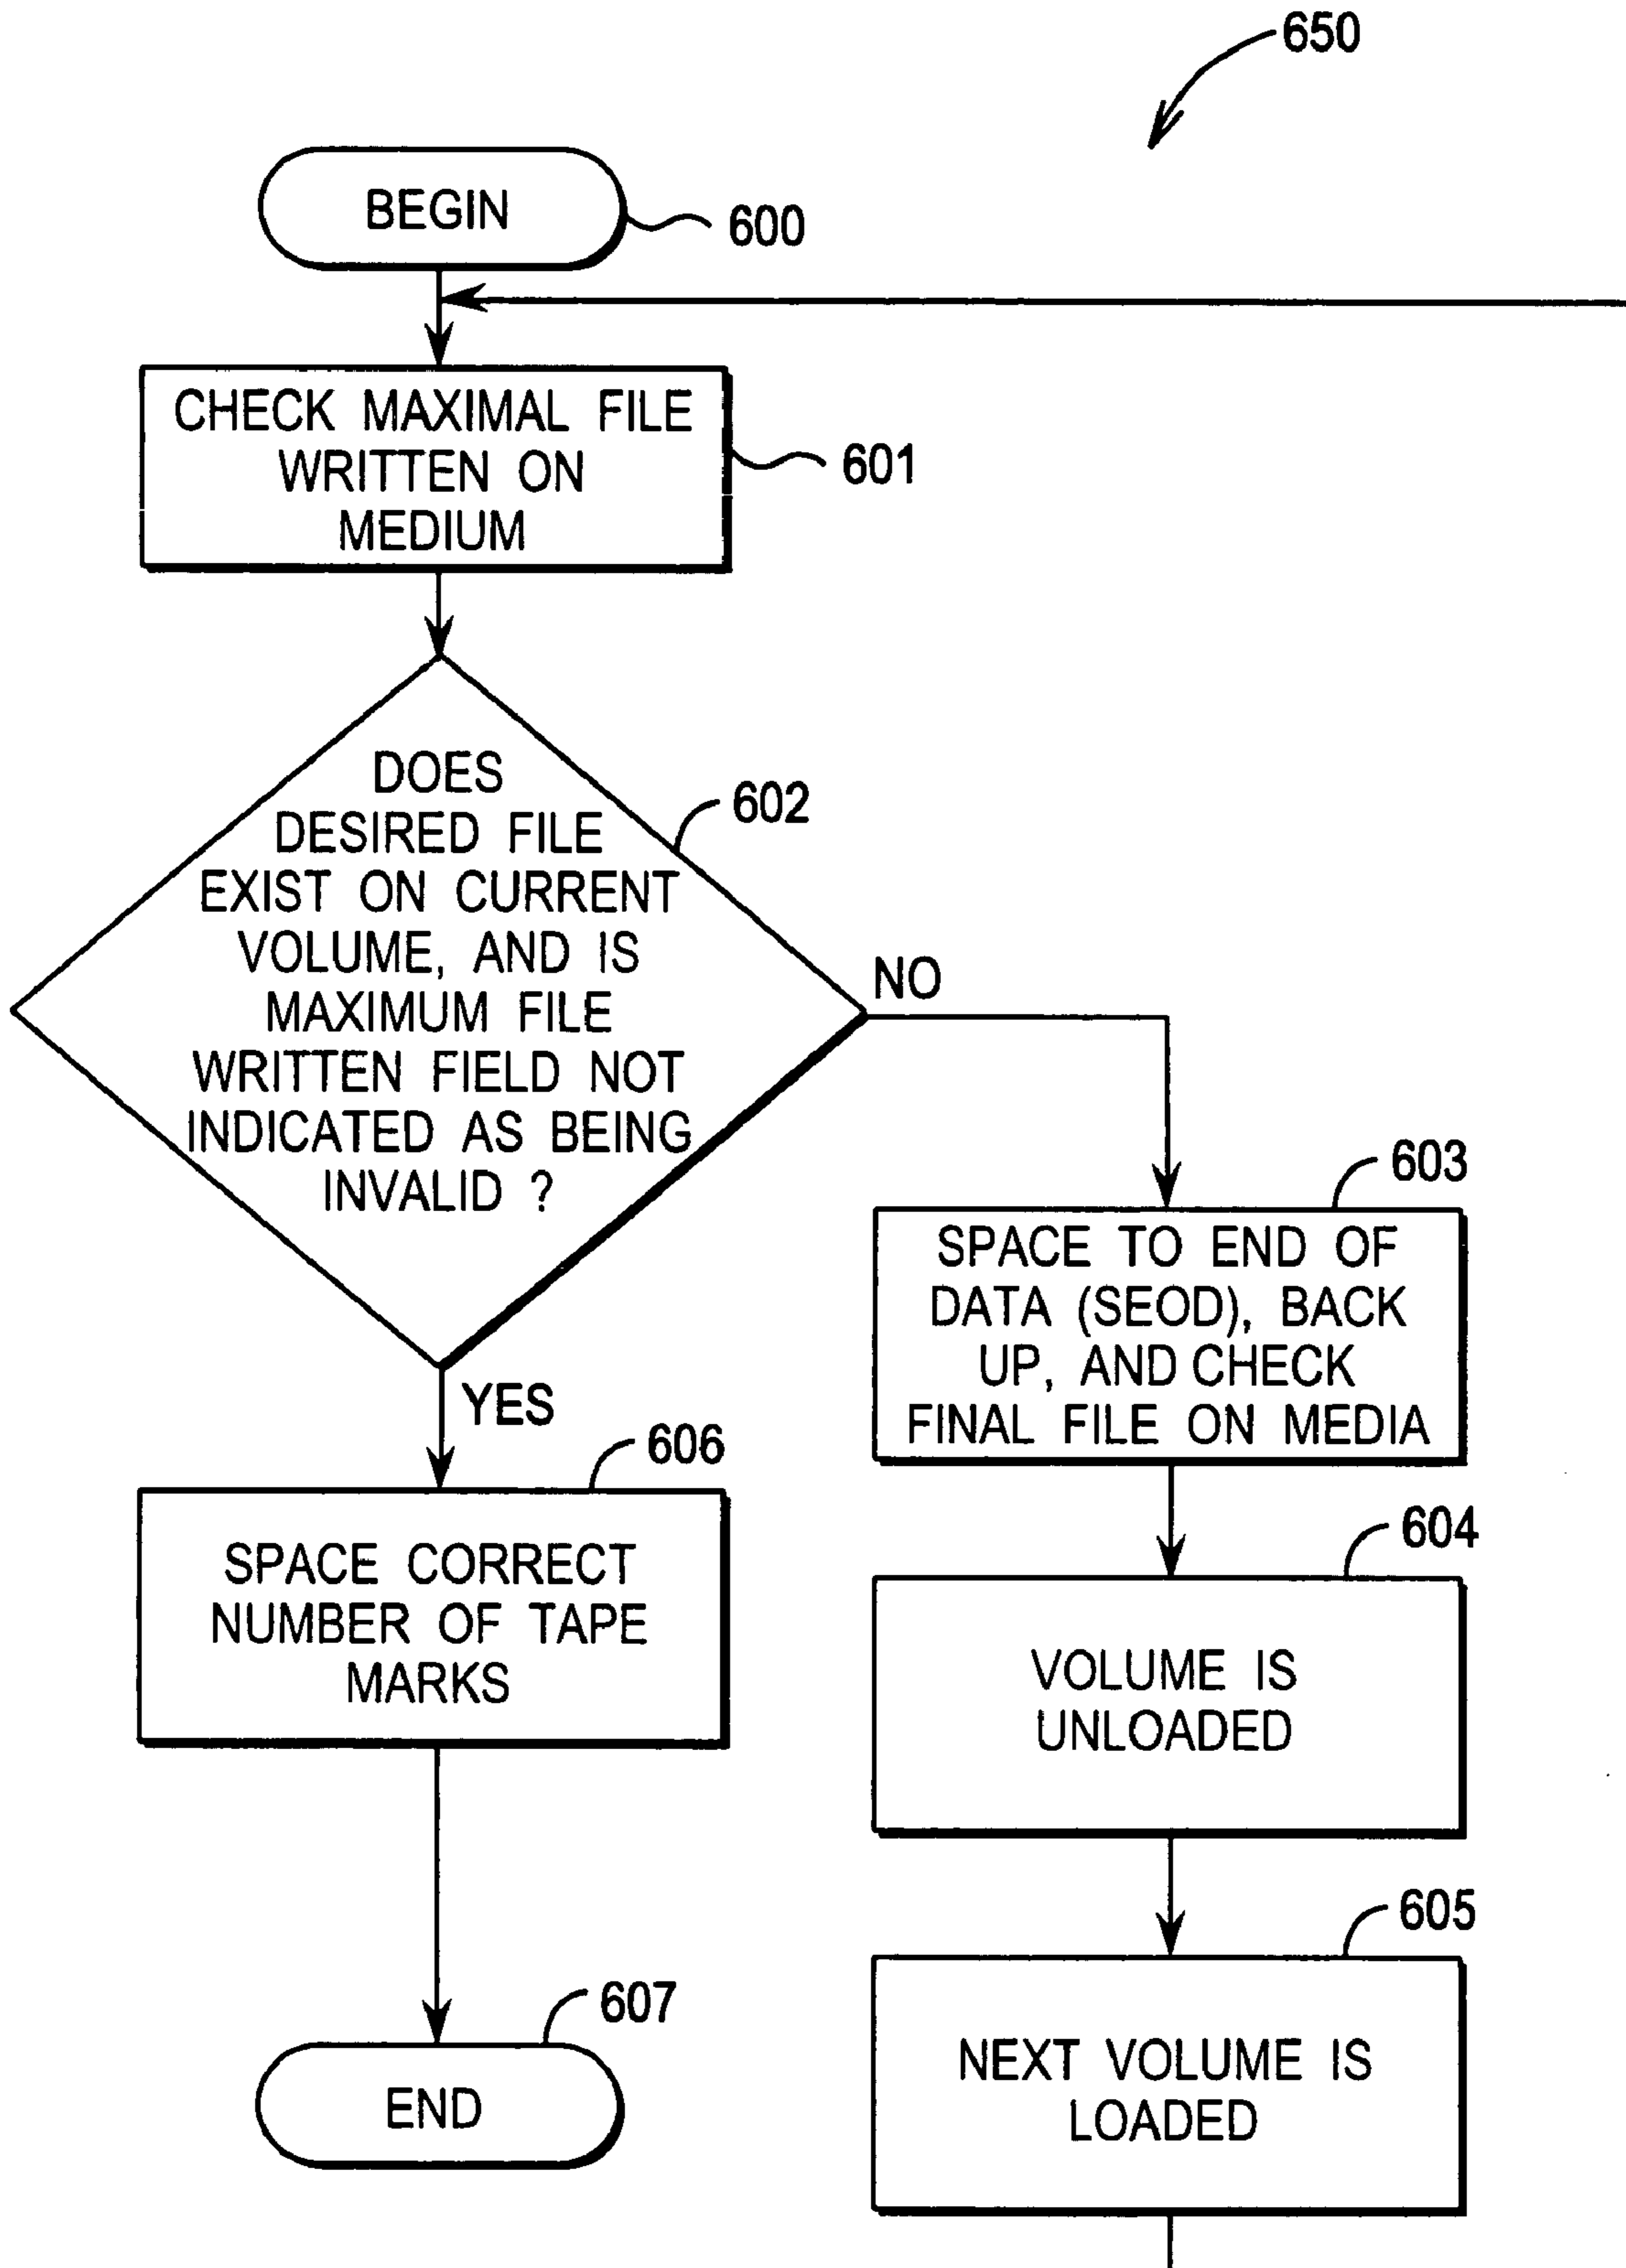 650
BEGIN
600
CHECK MAXIMAL FILE
WRITTEN ON
MEDIUM
601
DOES
DESIRED FILE
EXIST ON CURRENT
VOLUME, AND IS
MAXIMUM FILE
WRITTEN FIELD NOT
INDICATED AS BEING
INVALID ?
602
NO
YES
603
SPACE TO END OF
DATA (SEOD), BACK
UP, AND CHECK
FINAL FILE ON MEDIA
606
SPACE CORRECT
NUMBER OF TAPE
MARKS
604
VOLUME IS
UNLOADED
605
NEXT VOLUME IS
LOADED
607
END